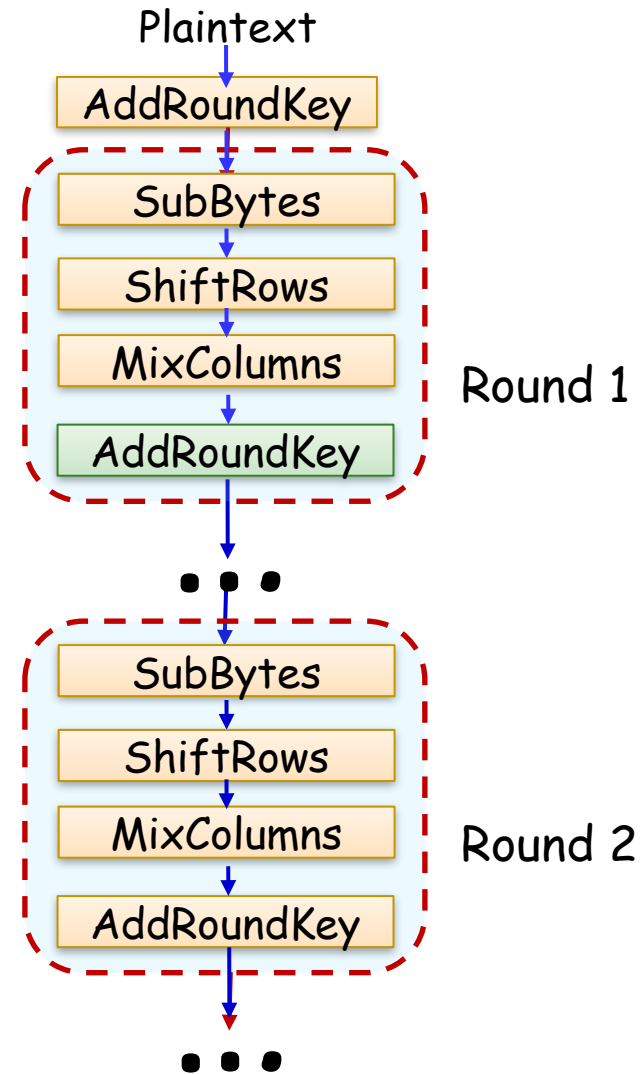 Plaintext
AddRoundKey
SubBytes
ShiftRows
MixColumns
Round 1
AddRoundKey
...
SubBytes
ShiftRows
MixColumns
Round 2
AddRoundKey
...